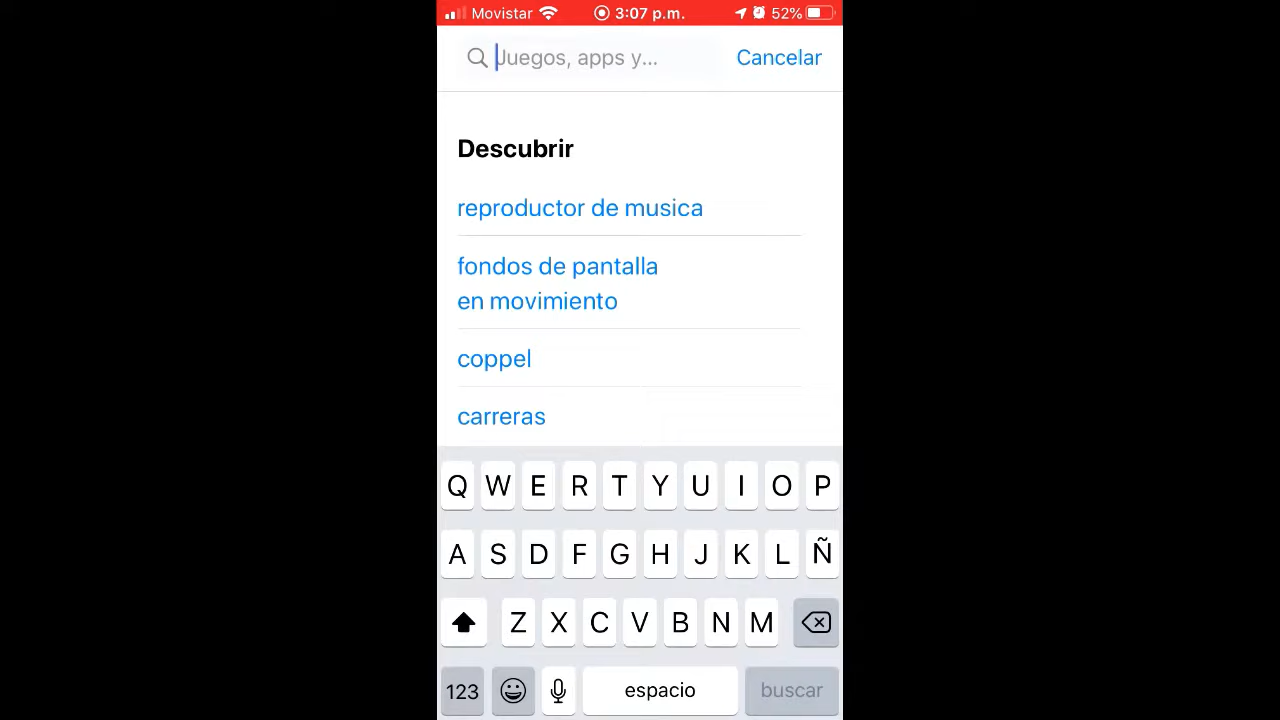 Movistar 3:07 p.m. 52%
Juegos, apps y... Cancelar
Descubrir
reproductor de musica
fondos de pantalla
en movimiento
coppel
carreras
Q W E R T Y U I O P
A S D F G H J K L Ñ
Z X C V B N M
123 espacio buscar